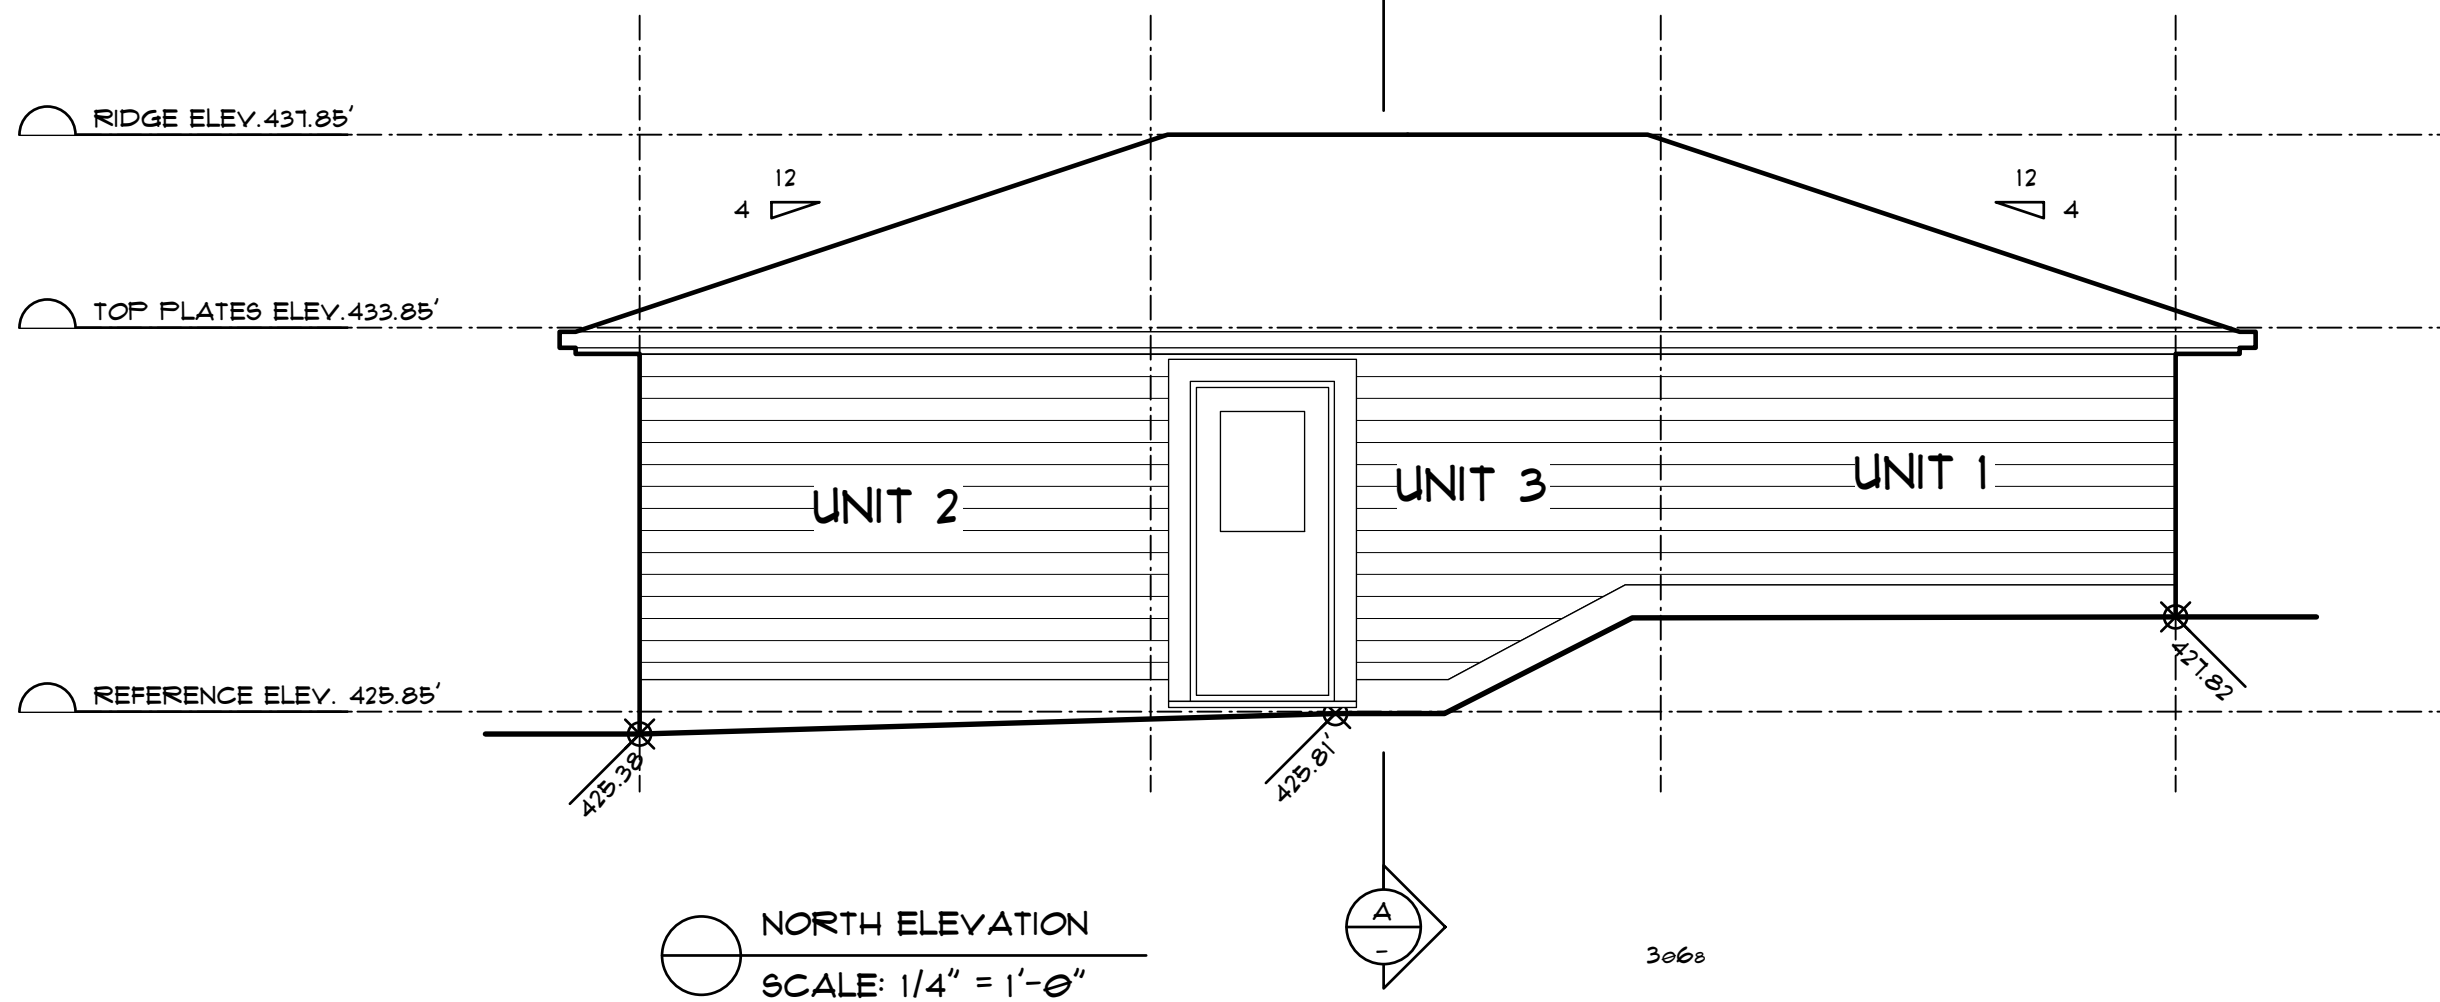 RIDGE ELEV.437.85'
12
4
12
4
TOP PLATES ELEV.433.85'
UNIT 2
UNIT 3
UNIT 1
REFERENCE ELEV. 425.85'
427.82
425.38
425.81'
NORTH ELEVATION
SCALE: 1/4" = 1'-0"
A
-
3068